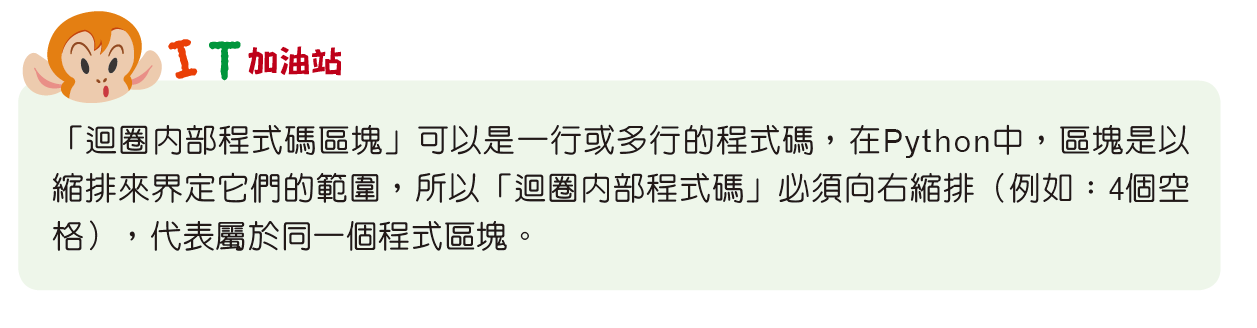 IT加油站
「迴圈內部程式碼區塊」可以是一行或多行的程式碼，在Python中，區塊是以
縮排來界定它們的範圍，所以「迴圈內部程式碼」必須向右縮排（例如：4個空
格），代表屬於同一個程式區塊。